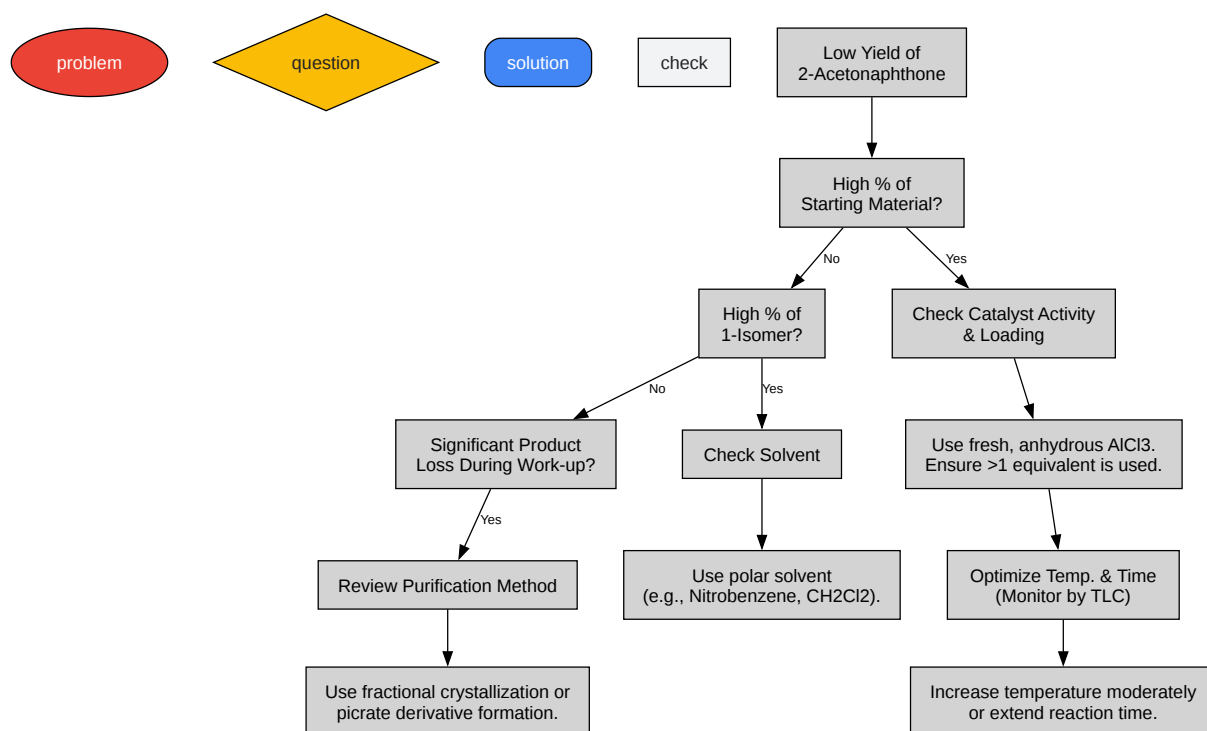 problem
question
solution
check
Low Yield of
2-Acetonaphthone
High % of
Starting Material?
No
Yes
High % of
1-Isomer?
Check Catalyst Activity
& Loading
No
Yes
Significant Product
Loss During Work-up?
Check Solvent
Use fresh, anhydrous AlCl3.
Ensure >1 equivalent is used.
Yes
Review Purification Method
Use polar solvent
(e.g., Nitrobenzene, CH2Cl2).
Optimize Temp. & Time
(Monitor by TLC)
Use fractional crystallization or
picrate derivative formation.
Increase temperature moderately
or extend reaction time.